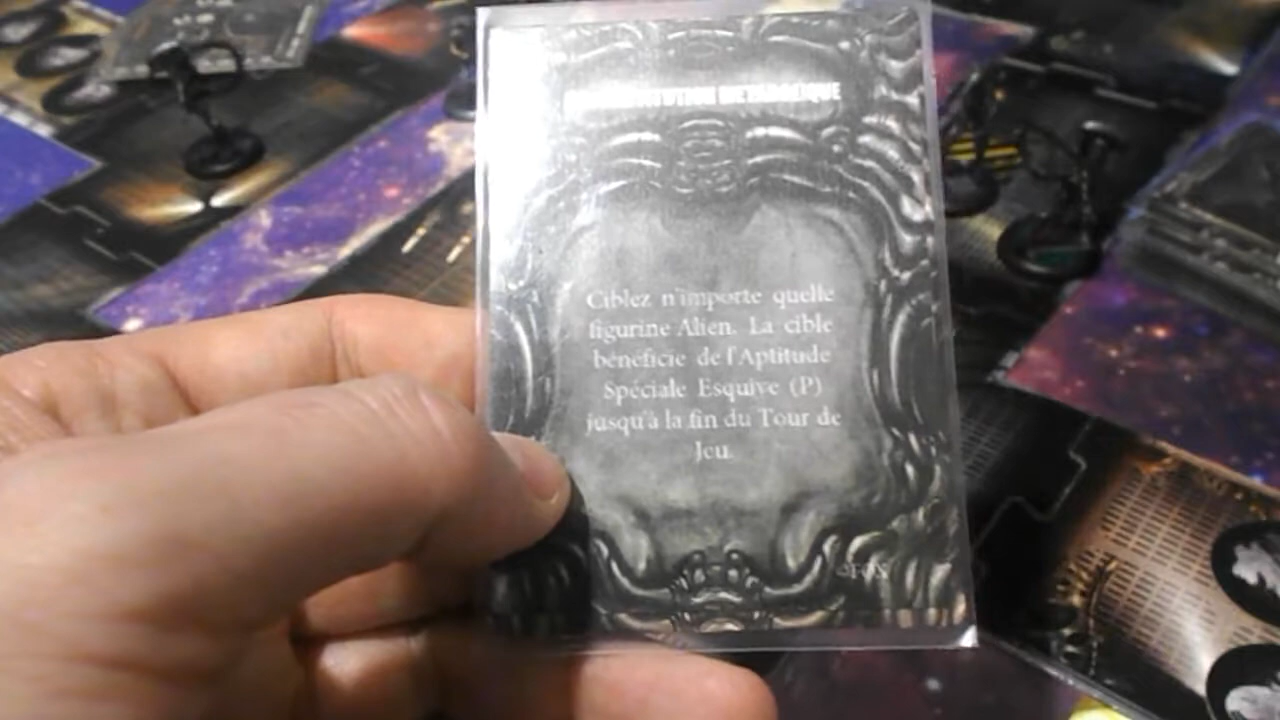 Ciblez n'importe quelle
figurine Alien. La cible
bénéficie de l'Aptitude
Spéciale Esquive (P)
jusqu'à la fin du Tour de
Jeu.
©FOX